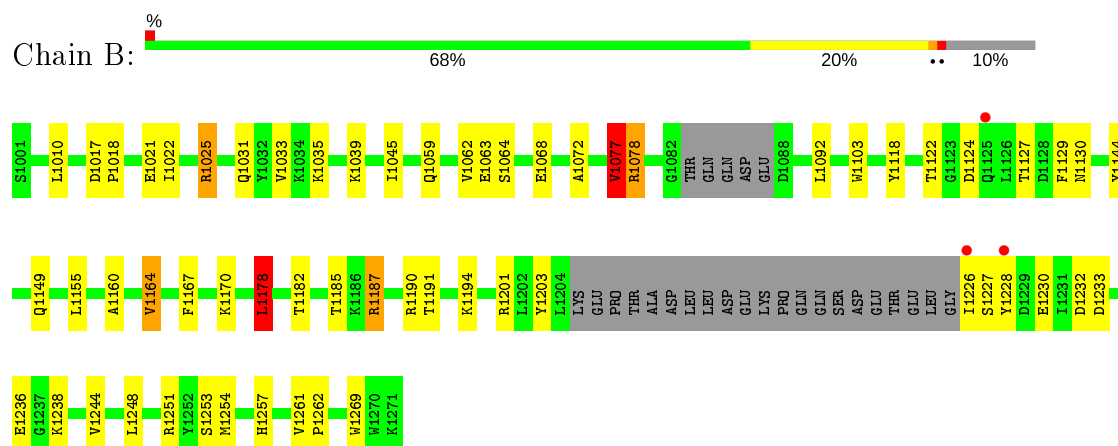 %
Chain B:
68% 20% •• 10%
S1001 L1010 D1017 P1018 E1021 I1022 R1025 Q1031 Y1032 V1033 K1034 K1035 K1039 I1045 Q1059 V1062 E1063 S1064 E1068 A1072 V1077 R1078 G1082 THR GLN GLN ASP GLU D1088 L1092 W1103 Y1118 T1122 G1123 D1124 Q1125 L1126 T1127 D1128 F1129 N1130 Y1144
Q1149 L1155 A1160 V1164 F1167 K1170 L1178 T1182 T1185 K1186 R1187 R1190 T1191 K1194 R1201 L1202 Y1203 L1204 LYS GLU PRO THR ALA ASP LEU LEU ASP GLU LYS PRO GLN GLN SER ASP GLU THR GLU LEU GLY I1226 S1227 Y1228 D1229 E1230 I1231 D1232 D1233
E1236 G1237 K1238 V1244 L1248 R1251 Y1252 S1253 M1254 H1257 V1261 P1262 W1269 W1270 K1271